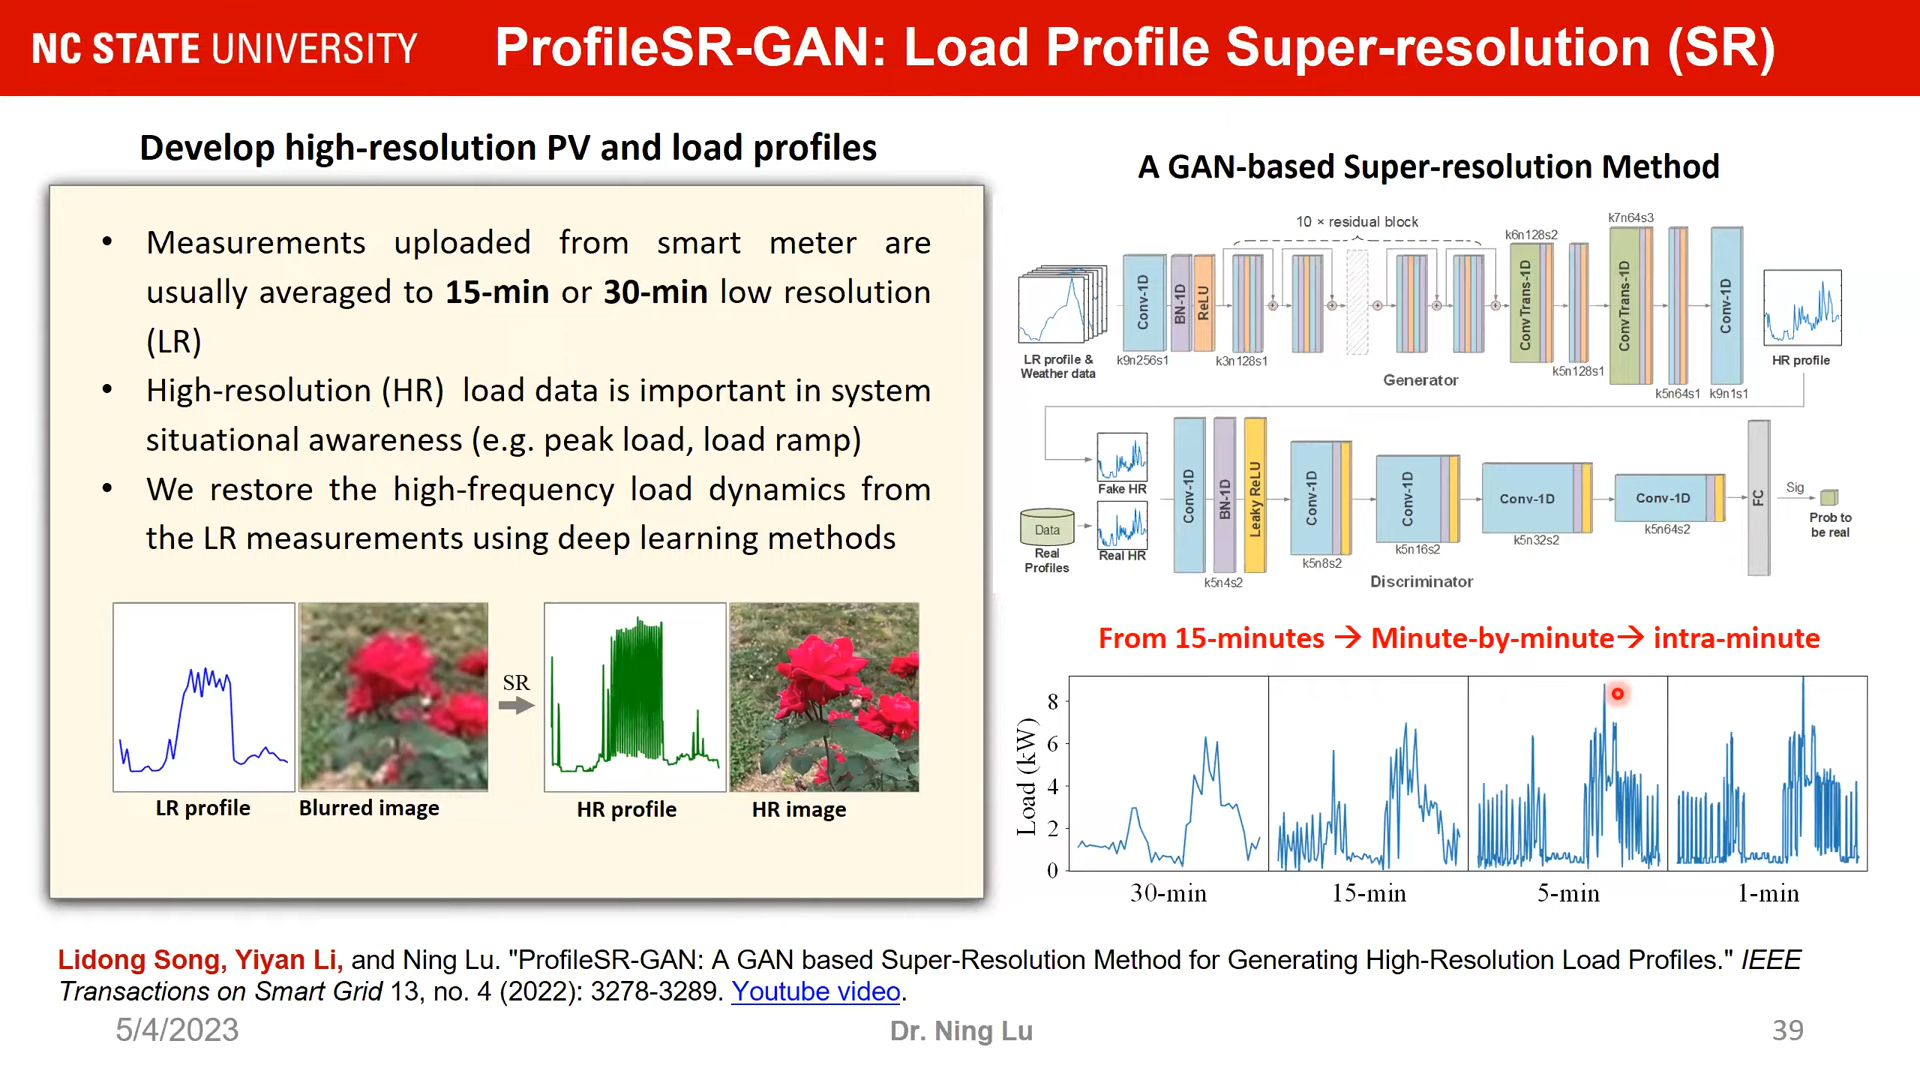 NC STATE UNIVERSITY
ProfileSR-GAN: Load Profile Super-resolution (SR)
Develop high-resolution PV and load profiles
• Measurements uploaded from smart meter are
usually averaged to 15-min or 30-min low resolution
(LR)
• High-resolution (HR) load data is important in system
situational awareness (e.g. peak load, load ramp)
• We restore the high-frequency load dynamics from
the LR measurements using deep learning methods
SR
LR profile
Blurred image
HR profile
HR image
A GAN-based Super-resolution Method
10 × residual block
k7n64s3
k6n128s2
Conv-1D
BN-1D
ReLU
ConvTrans-1D
ConvTrans-1D
Conv-1D
LR profile &
Weather data
k9n256s1
k3n128s1
k5n128s1
k5n64s1
k9n1s1
HR profile
Generator
Fake HR
Data
Real
Profiles
Real HR
Conv-1D
BN-1D
Leaky ReLU
Conv-1D
Conv-1D
Conv-1D
Conv-1D
FC
Sig
Prob to
be real
k5n4s2
k5n8s2
k5n16s2
k5n32s2
k5n64s2
Discriminator
From 15-minutes → Minute-by-minute→ intra-minute
Load (kW)
8
6
4
2
0
30-min
15-min
5-min
1-min
Lidong Song, Yiyan Li, and Ning Lu. "ProfileSR-GAN: A GAN based Super-Resolution Method for Generating High-Resolution Load Profiles." IEEE
Transactions on Smart Grid 13, no. 4 (2022): 3278-3289. Youtube video.
5/4/2023
Dr. Ning Lu
39